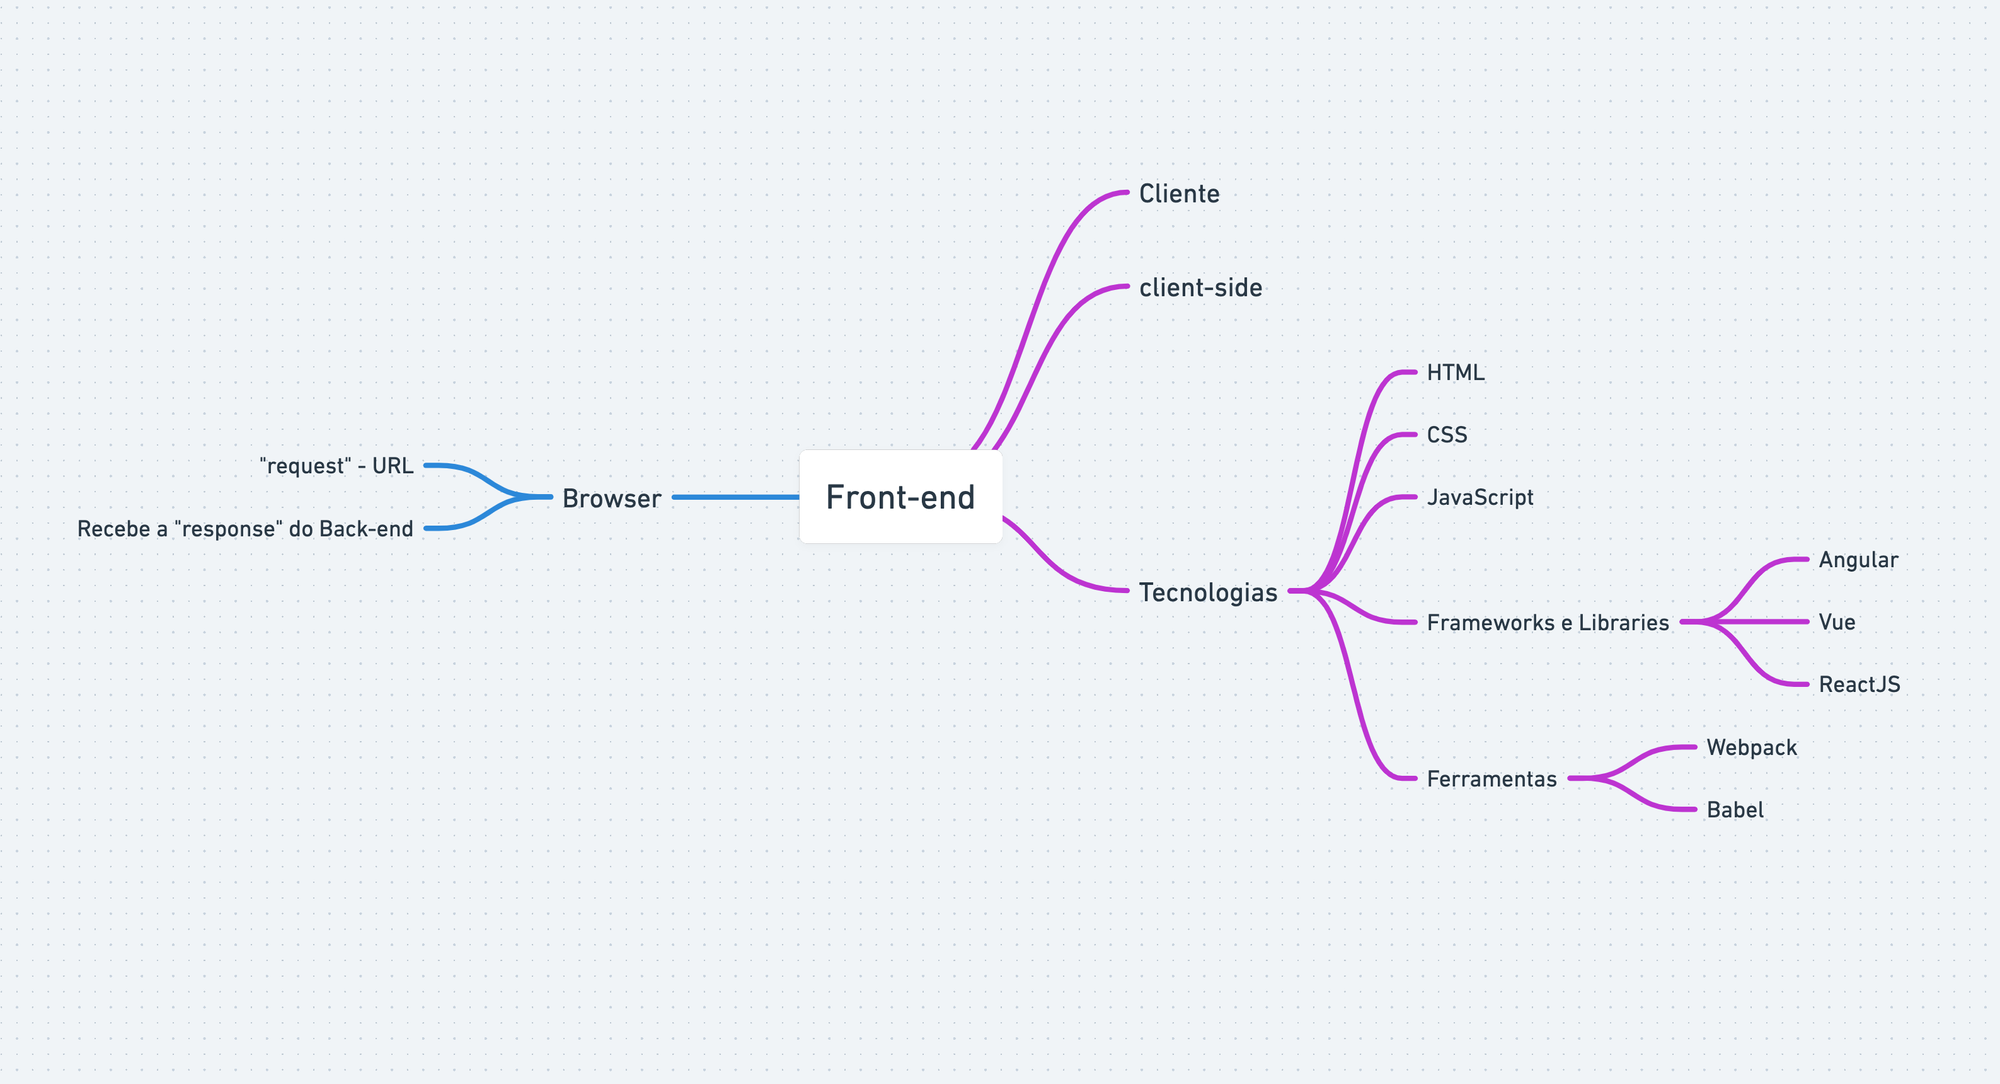 Front-end
Browser
"request" - URL
Recebe a "response" do Back-end
Cliente
client-side
Tecnologias
HTML
CSS
JavaScript
Frameworks e Libraries
Angular
Vue
ReactJS
Ferramentas
Webpack
Babel